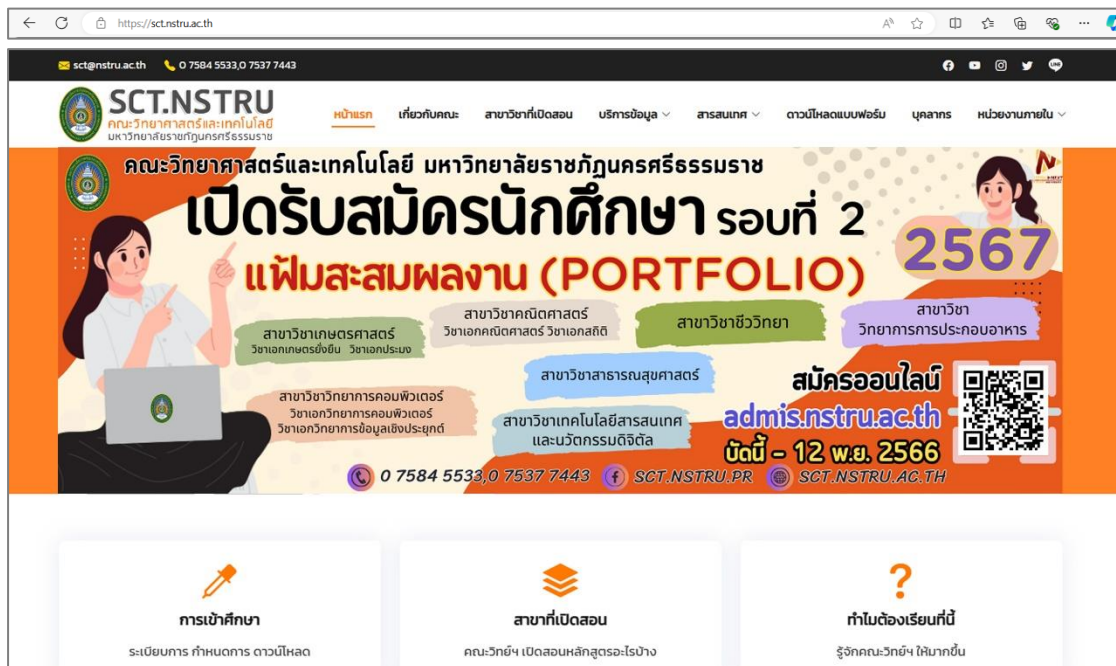 https://sct.nstru.ac.th
sct@nstru.ac.th 0 7584 5533,0 7537 7443
SCT.NSTRU
คณะวิทยาศาสตร์และเทคโนโลยี
มหาวิทยาลัยราชภัฏนครศรีธรรมราช
หน้าแรก เกี่ยวกับคณะ สาขาวิชาที่เปิดสอน บริการข้อมูล สารสนเทศ ดาวน์โหลดแบบฟอร์ม บุคลากร หน่วยงานภายใน
คณะวิทยาศาสตร์และเทคโนโลยี มหาวิทยาลัยราชภัฏนครศรีธรรมราช
เปิดรับสมัครนักศึกษา รอบที่ 2
2567
แฟ้มสะสมผลงาน (PORTFOLIO)
สาขาวิชาเกษตรศาสตร์
วิชาเอกเกษตรยั่งยืน วิชาเอกประมง
สาขาวิชาคณิตศาสตร์
วิชาเอกคณิตศาสตร์ วิชาเอกสถิติ
สาขาวิชาชีววิทยา
สาขาวิชา
วิทยาการการประกอบอาหาร
สาขาวิชาวิทยาการคอมพิวเตอร์
วิชาเอกวิทยาการคอมพิวเตอร์
วิชาเอกวิทยาการข้อมูลเชิงประยุกต์
สาขาวิชาสาธารณสุขศาสตร์
สาขาวิชาเทคโนโลยีสารสนเทศ
และนวัตกรรมดิจิตัล
สมัครออนไลน์
admis.nstru.ac.th
บัดนี้ - 12 พ.ย. 2566
0 7584 5533,0 7537 7443 SCT.NSTRU.PR SCT.NSTRU.AC.TH
การเข้าศึกษา
ระเบียบการ กำหนดการ ดาวน์โหลด
สาขาที่เปิดสอน
คณะวิทย์ฯ เปิดสอนหลักสูตรอะไรบ้าง
ทำไมต้องเรียนที่นี่
รู้จักคณะวิทย์ฯ ให้มากขึ้น